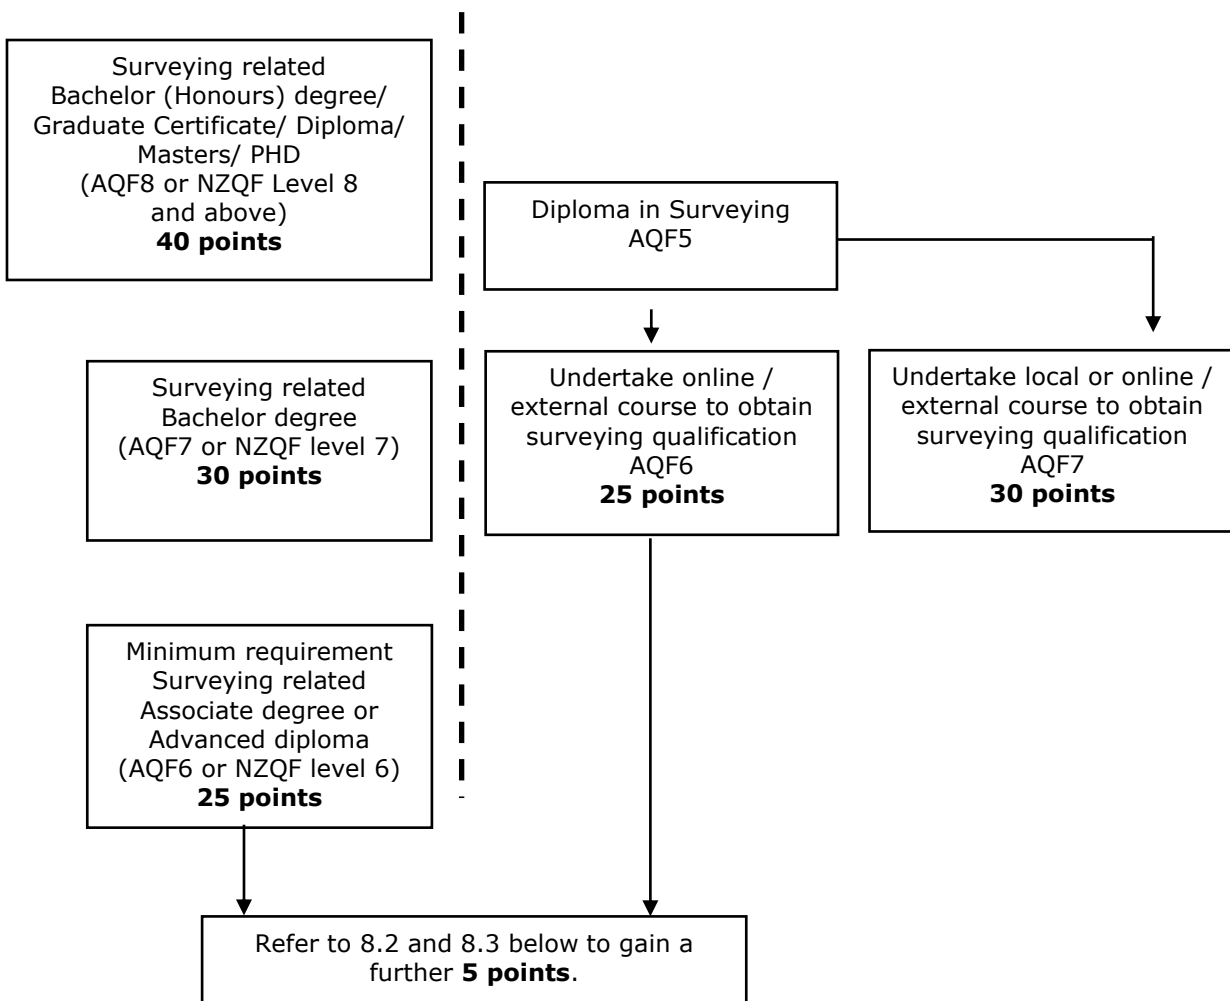 Surveying related
Bachelor (Honours) degree/
Graduate Certificate/ Diploma/
Masters/ PHD
(AQF8 or NZQF Level 8
and above)
40 points
Diploma in Surveying
AQF5
Surveying related
Bachelor degree
(AQF7 or NZQF level 7)
30 points
Undertake online /
external course to obtain
surveying qualification
AQF6
25 points
Undertake local or online /
external course to obtain
surveying qualification
AQF7
30 points
Minimum requirement
Surveying related
Associate degree or
Advanced diploma
(AQF6 or NZQF level 6)
25 points
Refer to 8.2 and 8.3 below to gain a
further 5 points.